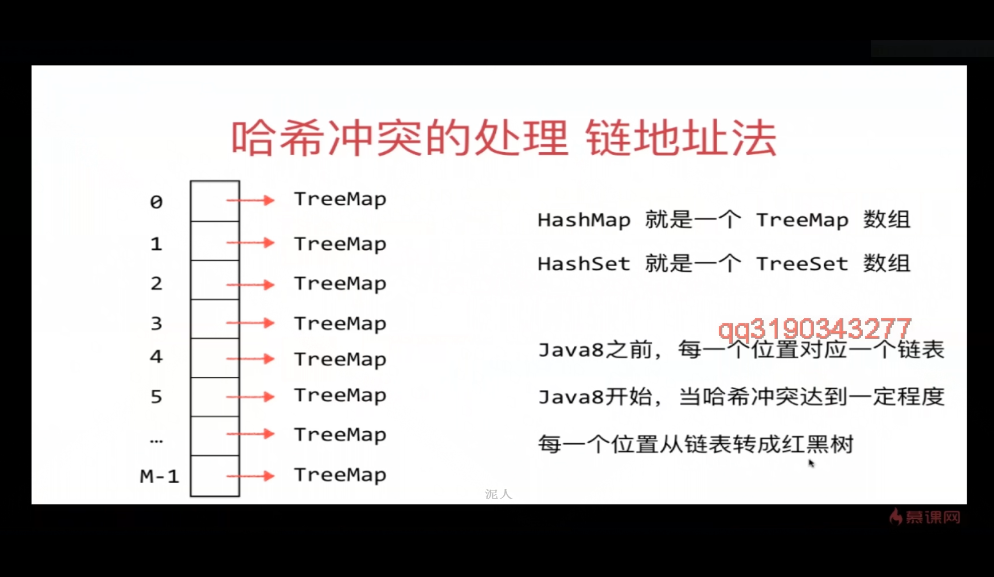 哈希冲突的处理 链地址法
0 TreeMap
1 TreeMap
2 TreeMap
3 TreeMap
4 TreeMap
5 TreeMap
... TreeMap
M-1 TreeMap
HashMap 就是一个 TreeMap 数组
HashSet 就是一个 TreeSet 数组
qq3190343277
Java8之前，每一个位置对应一个链表
Java8开始，当哈希冲突达到一定程度
每一个位置从链表转成红黑树
泥人
慕课网